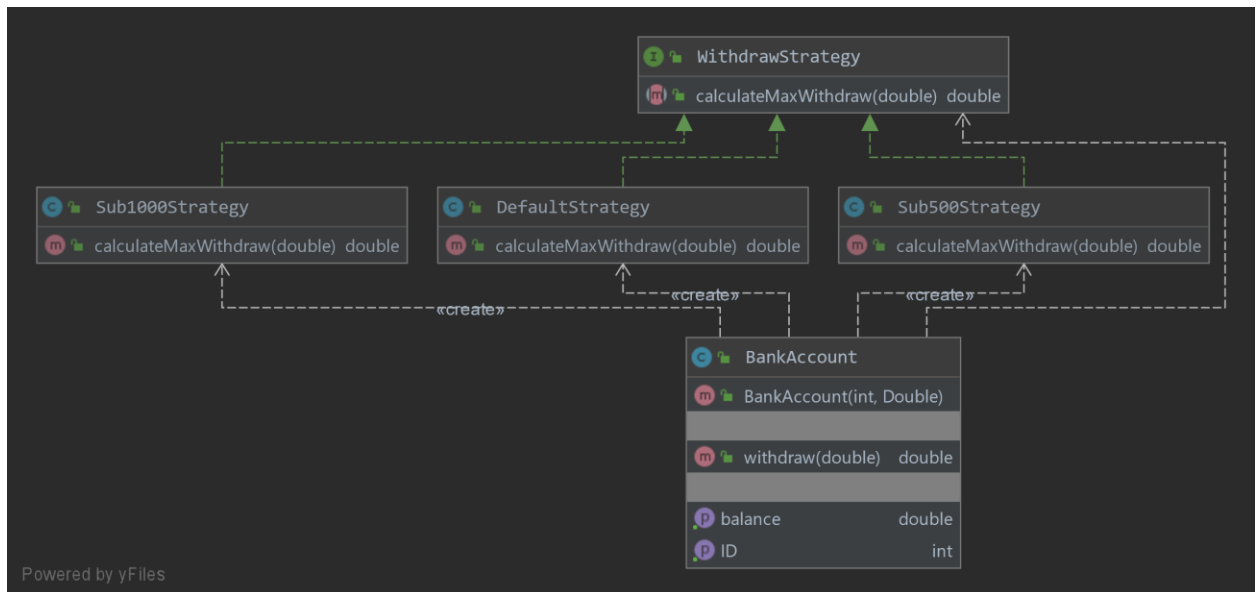 WithdrawStrategy
calculateMaxWithdraw(double) double
Sub1000Strategy
calculateMaxWithdraw(double) double
DefaultStrategy
calculateMaxWithdraw(double) double
Sub500Strategy
calculateMaxWithdraw(double) double
«create»
«create»
«create»
BankAccount
BankAccount(int, Double)
withdraw(double) double
balance double
ID int
Powered by yFiles